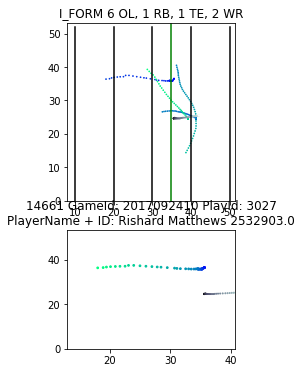 I_FORM 6 OL, 1 RB, 1 TE, 2 WR
50
40
30
20
10
0
10 20 30 40 50
14661 GameId: 2017092410 PlayId: 3027
PlayerName + ID: Rishard Matthews 2532903.0
40
20
0
20 30 40